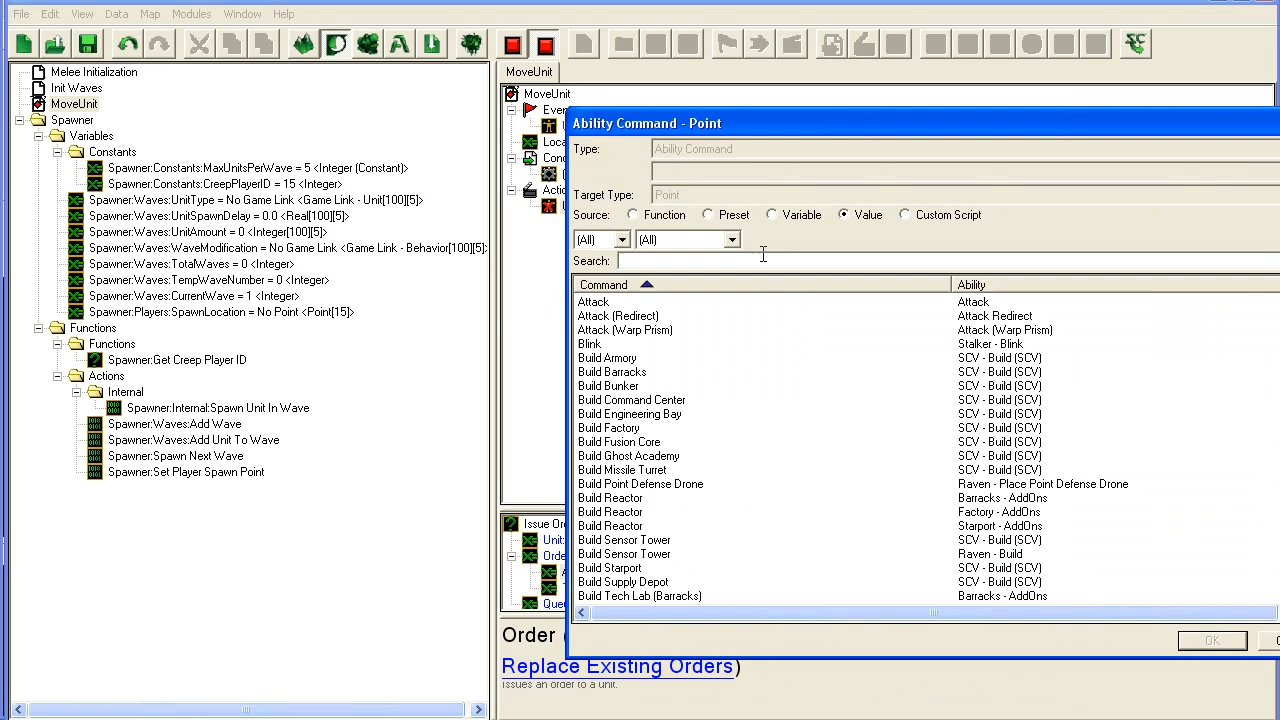 File Edit View Data Map Modules Window Help
Melee Initialization
Init Waves
MoveUnit
Spawner
Variables
Constants
Spawner:Constants:MaxUnitsPerWave = 5 <Integer (Constant)>
Spawner:Constants:CreepPlayerID = 15 <Integer>
Spawner:Waves:UnitType = No Game Link <Game Link - Unit[100][5]>
Spawner:Waves:UnitSpawnDelay = 0.0 <Real[100][5]>
Spawner:Waves:UnitAmount = 0 <Integer[100][5]>
Spawner:Waves:WaveModification = No Game Link <Game Link - Behavior[100][5]>
Spawner:Waves:TotalWaves = 0 <Integer>
Spawner:Waves:TempWaveNumber = 0 <Integer>
Spawner:Waves:CurrentWave = 1 <Integer>
Spawner:Players:SpawnLocation = No Point <Point[15]>
Functions
Functions
Spawner:Get Creep Player ID
Actions
Internal
Spawner:Internal:Spawn Unit In Wave
Spawner:Waves:Add Wave
Spawner:Waves:Add Unit To Wave
Spawner:Spawn Next Wave
Spawner:Set Player Spawn Point
MoveUnit
MoveUnit
Even
Loca
Conc
Actio
Ability Command - Point
Type: Ability Command
Target Type: Point
Source: Function Preset Variable Value Custom Script
(All) (All)
Search:
Command Ability
Attack Attack
Attack (Redirect) Attack Redirect
Attack (Warp Prism) Attack (Warp Prism)
Blink Stalker - Blink
Build Armory SCV - Build (SCV)
Build Barracks SCV - Build (SCV)
Build Bunker SCV - Build (SCV)
Build Command Center SCV - Build (SCV)
Build Engineering Bay SCV - Build (SCV)
Build Factory SCV - Build (SCV)
Build Fusion Core SCV - Build (SCV)
Build Ghost Academy SCV - Build (SCV)
Build Missile Turret SCV - Build (SCV)
Build Point Defense Drone Raven - Place Point Defense Drone
Build Reactor Barracks - AddOns
Build Reactor Factory - AddOns
Build Reactor Starport - AddOns
Build Sensor Tower SCV - Build (SCV)
Build Sensor Tower Raven - Build
Build Starport SCV - Build (SCV)
Build Supply Depot SCV - Build (SCV)
Build Tech Lab (Barracks) Barracks - AddOns
OK
Issue Ord
Unit:
Orde
Queu
Order (
Replace Existing Orders)
Issues an order to a unit.